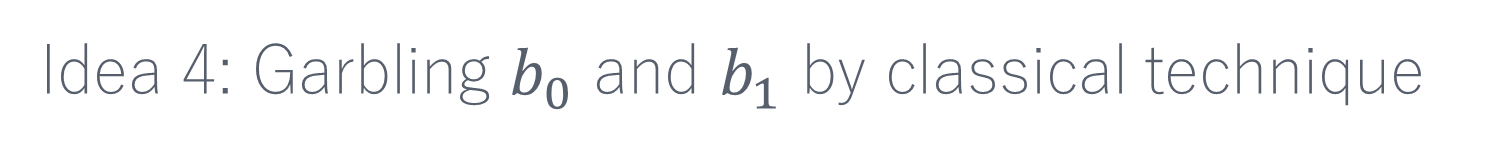 Idea 4: Garbling b₀ and b₁ by classical technique